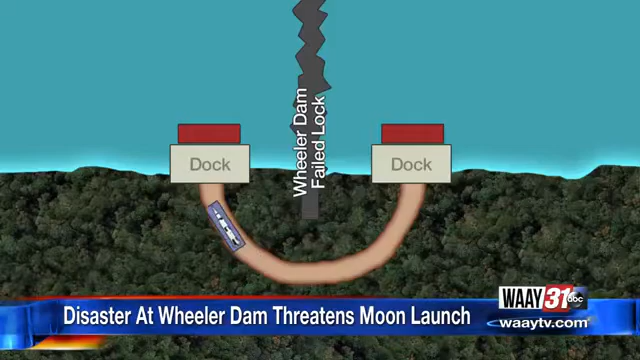 Wheeler Dam
Failed Lock
Dock
Dock
Disaster At Wheeler Dam Threatens Moon Launch
WAAY 31 abc
waaytv.com